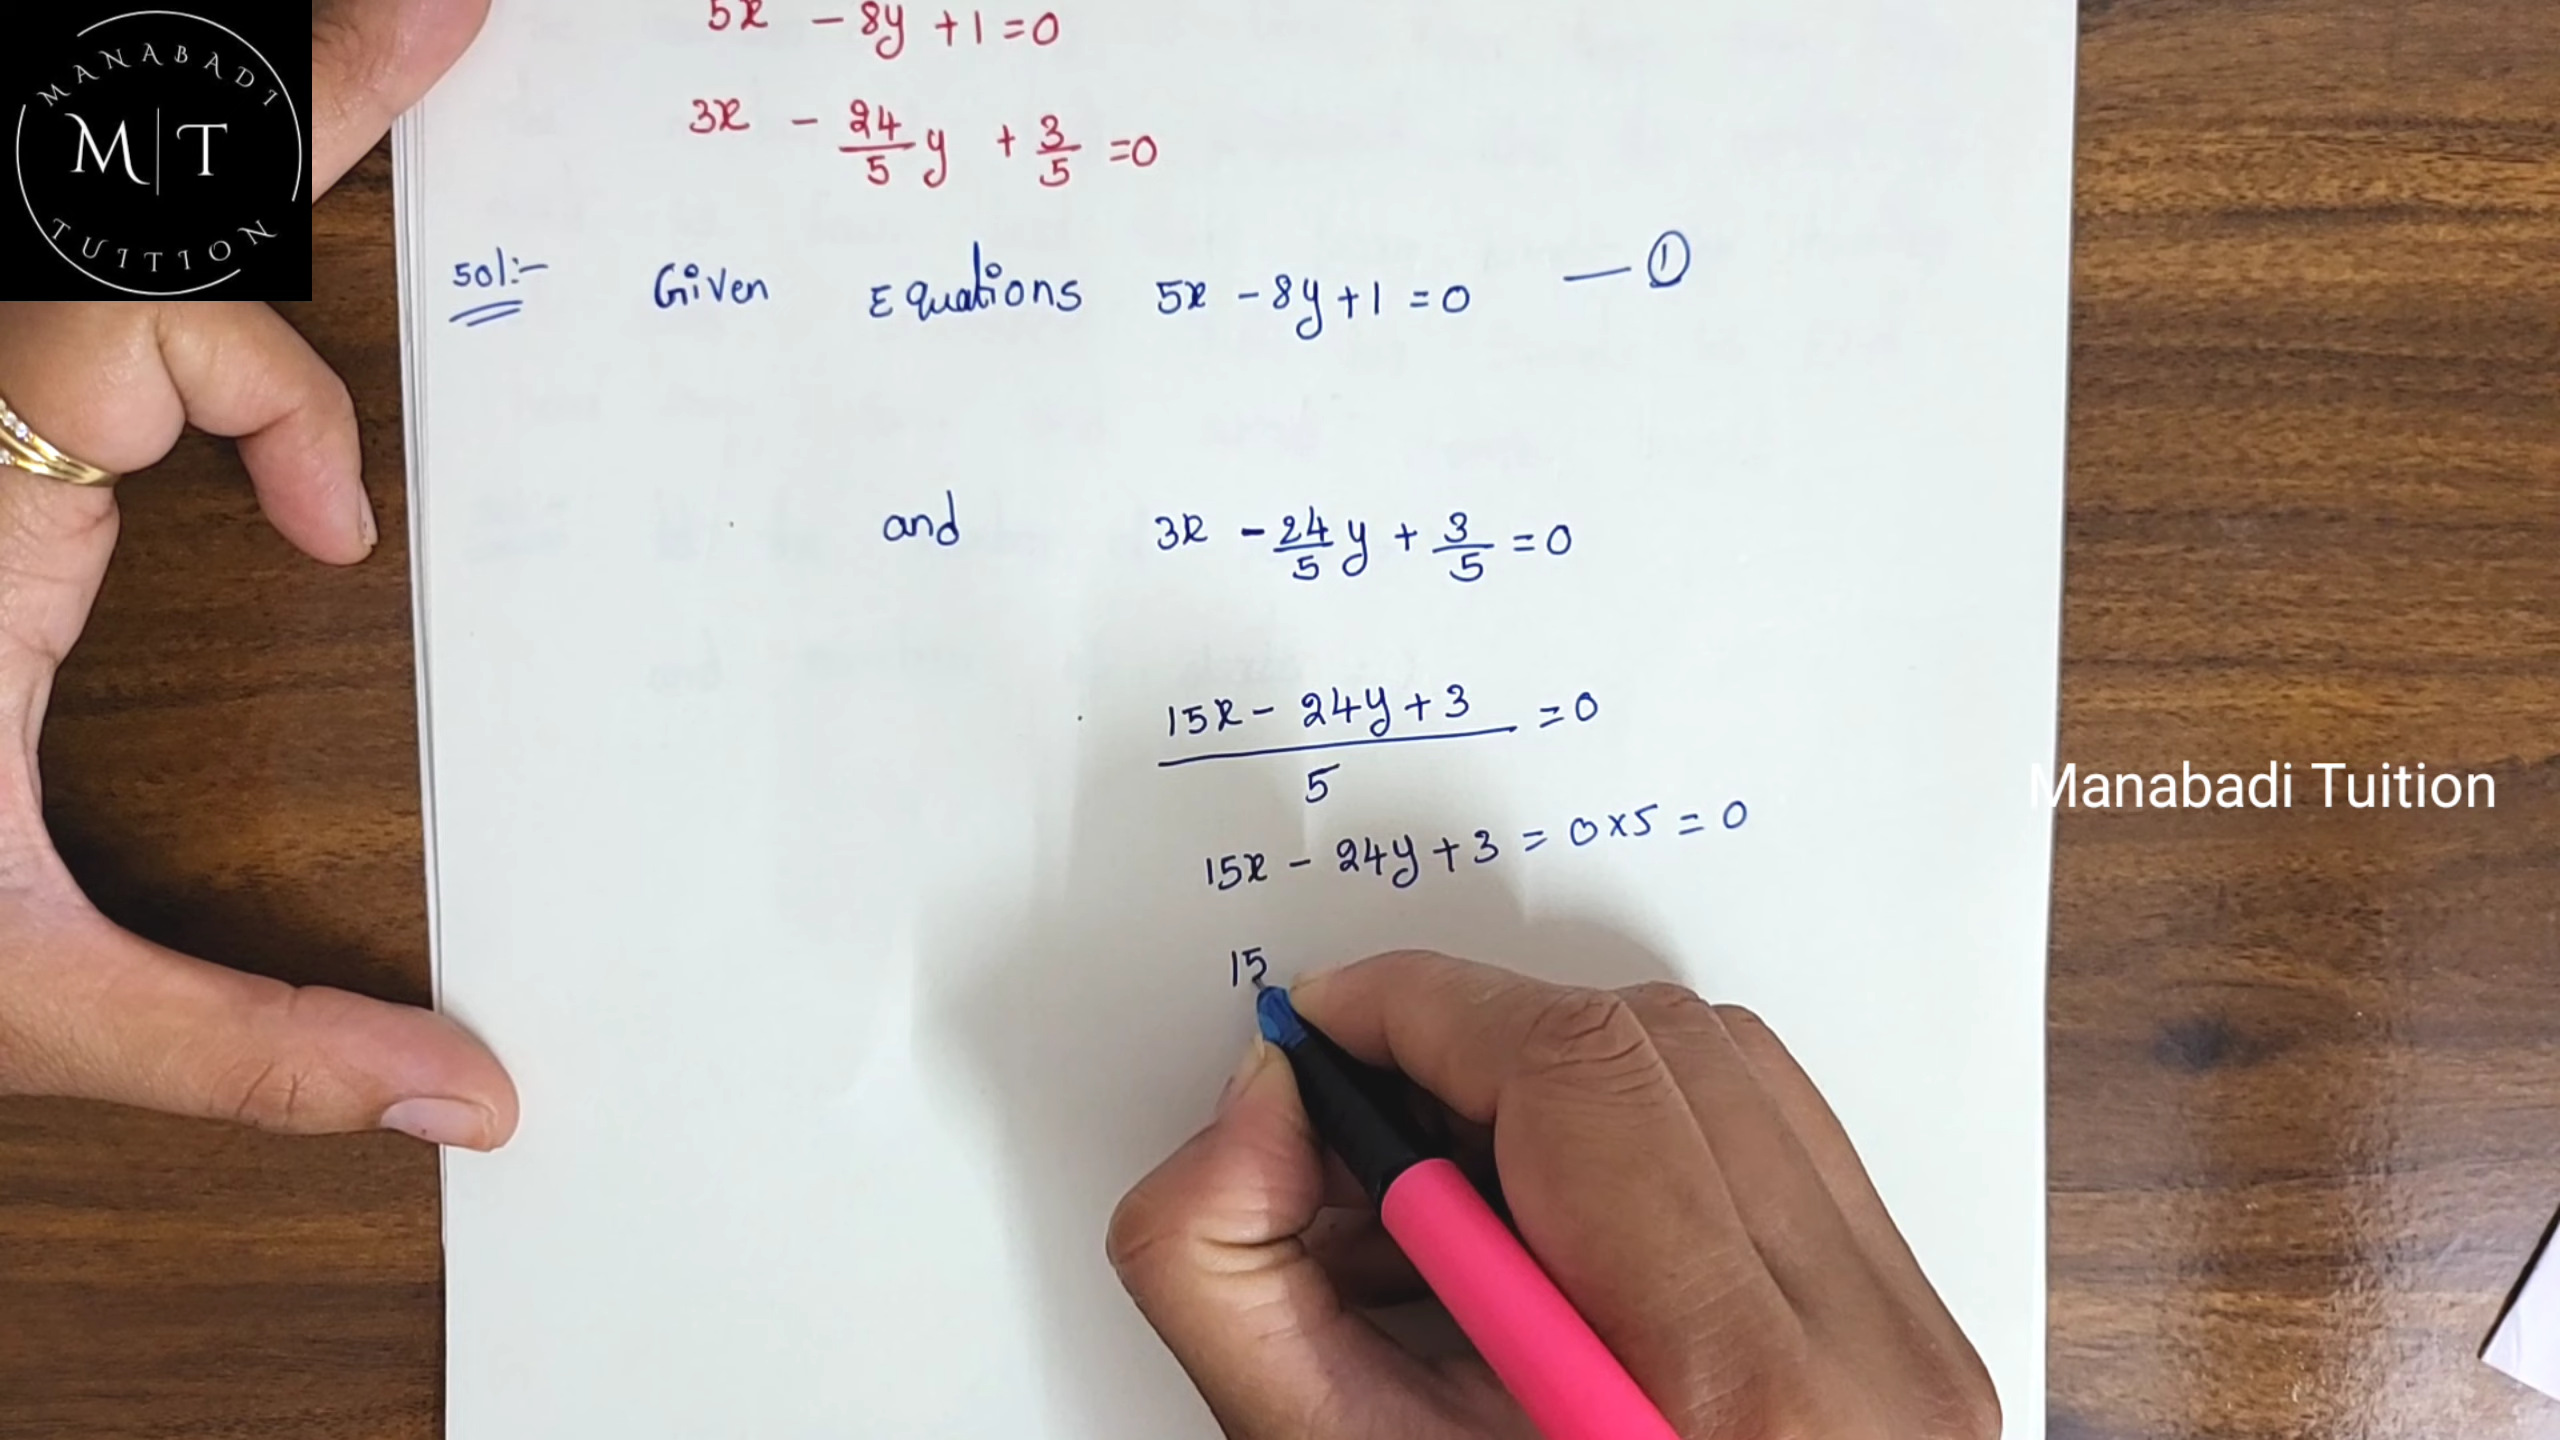 MANABADI
M|T
TUITION
5x - 8y + 1 = 0
3x - 24/5 y + 3/5 = 0
Sol:- Given Equations 5x - 8y + 1 = 0 — ①
and 3x - 24/5 y + 3/5 = 0
15x - 24y + 3 / 5 = 0
Manabadi Tuition
15x - 24y + 3 = 0 × 5 = 0
15